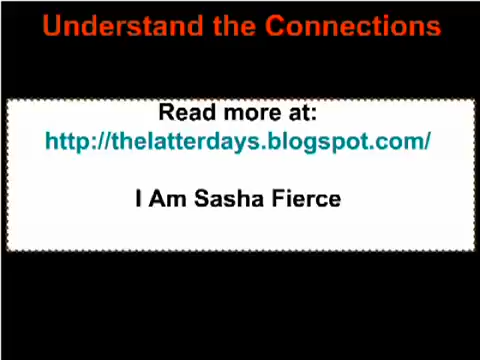 Understand the Connections
Read more at:
http://thelatterdays.blogspot.com/
I Am Sasha Fierce